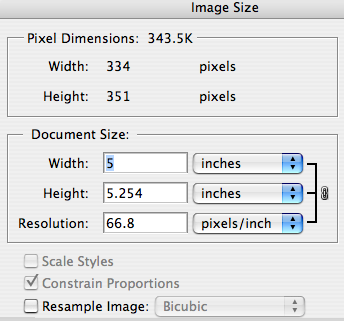 Image Size
Pixel Dimensions: 343.5K
Width: 334 pixels
Height: 351 pixels
Document Size:
Width: 5 inches
Height: 5.254 inches
Resolution: 66.8 pixels/inch
Scale Styles
Constrain Proportions
Resample Image: Bicubic